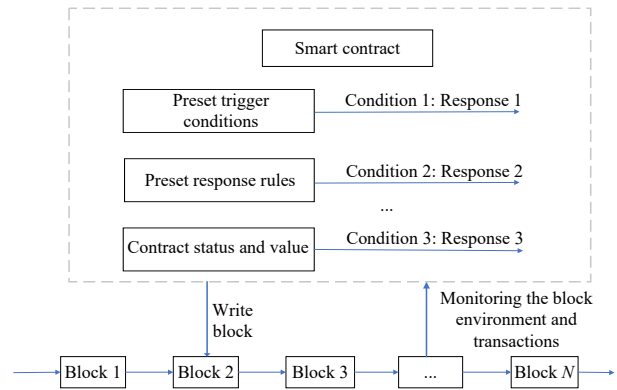 Smart contract
Preset trigger
conditions
Condition 1: Response 1
Preset response rules
Condition 2: Response 2
...
Contract status and value
Condition 3: Response 3
Write
block
Monitoring the block
environment and
transactions
Block 1
Block 2
Block 3
...
Block N